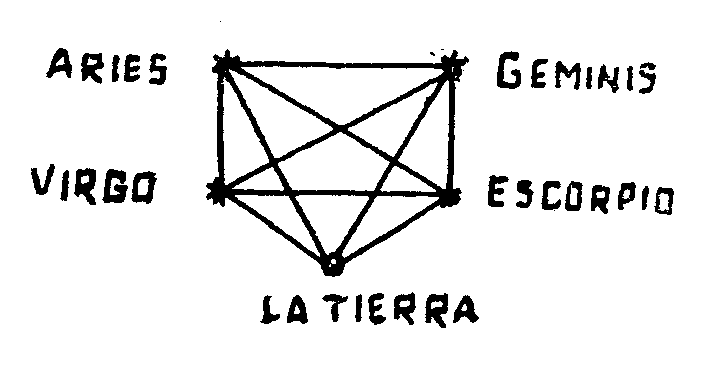 ARIES
GEMINIS
VIRGO
ESCORPIO
LA TIERRA